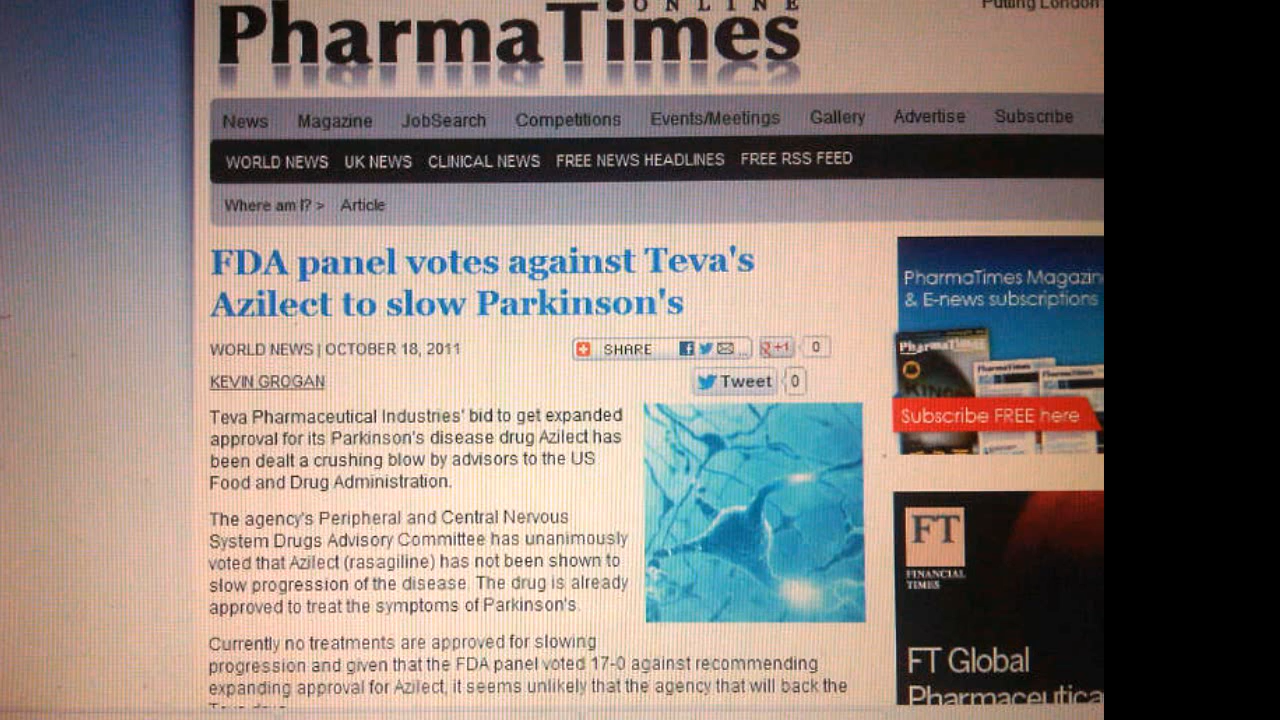 ONLINE
PharmaTimes
Putting London
News Magazine JobSearch Competitions Events/Meetings Gallery Advertise Subscribe
WORLD NEWS UK NEWS CLINICAL NEWS FREE NEWS HEADLINES FREE RSS FEED
Where am I? > Article
FDA panel votes against Teva's
Azilect to slow Parkinson's
WORLD NEWS | OCTOBER 18, 2011
SHARE
+1 0
KEVIN GROGAN
Tweet 0
Teva Pharmaceutical Industries' bid to get expanded
approval for its Parkinson's disease drug Azilect has
been dealt a crushing blow by advisors to the US
Food and Drug Administration.
The agency's Peripheral and Central Nervous
System Drugs Advisory Committee has unanimously
voted that Azilect (rasagiline) has not been shown to
slow progression of the disease. The drug is already
approved to treat the symptoms of Parkinson's.
Currently no treatments are approved for slowing
progression and given that the FDA panel voted 17-0 against recommending
expanding approval for Azilect, it seems unlikely that the agency that will back the
PharmaTimes Magazin
& E-news subscriptions
PharmaTimes
Subscribe FREE here
FT
FINANCIAL
TIMES
FT Global
Pharmaceutica